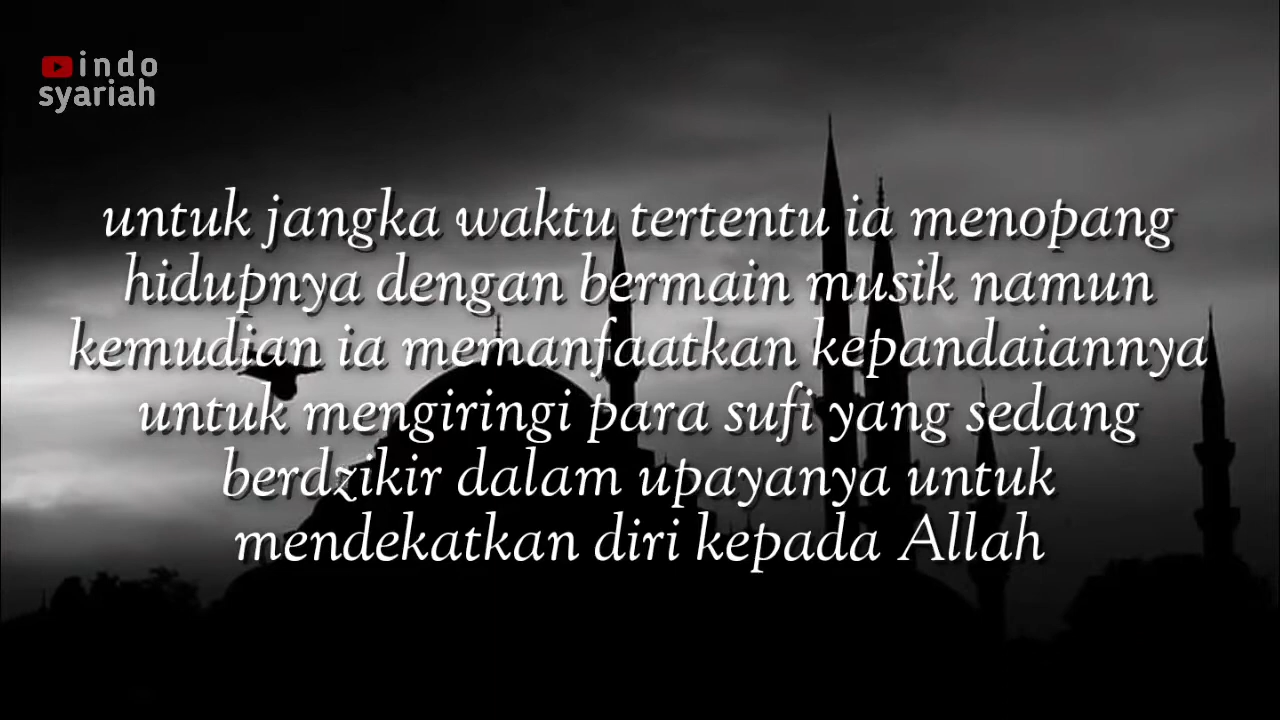 indo
syariah
untuk jangka waktu tertentu ia menopang
hidupnya dengan bermain musik namun
kemudian ia memanfaatkan kepandaiannya
untuk mengiringi para sufi yang sedang
berdzikir dalam upayanya untuk
mendekatkan diri kepada Allah